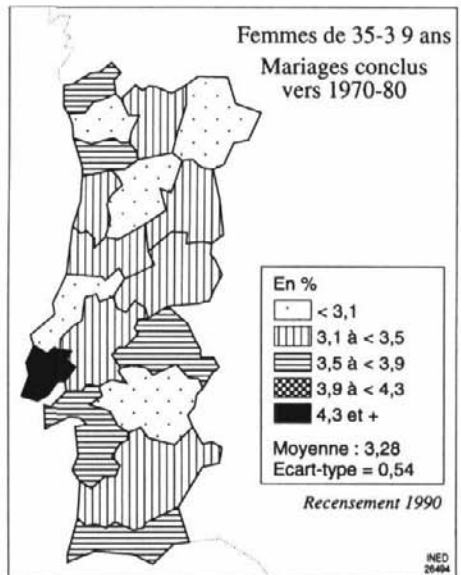 Femmes de 35-3 9 ans
Mariages conclus
vers 1970-80
En %
< 3,1
3,1 à < 3,5
3,5 à < 3,9
3,9 à < 4,3
4,3 et +
Moyenne : 3,28
Ecart-type = 0,54
Recensement 1990
INED
26494